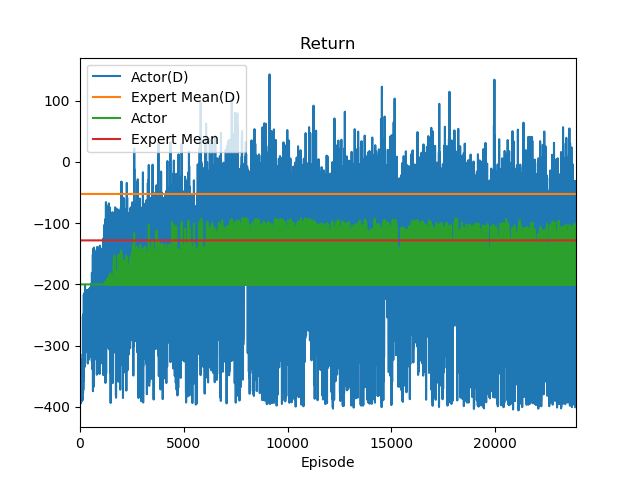 Return
Actor(D)
Expert Mean(D)
Actor
Expert Mean
100
0
−100
−200
−300
−400
0
5000
10000
15000
20000
Episode